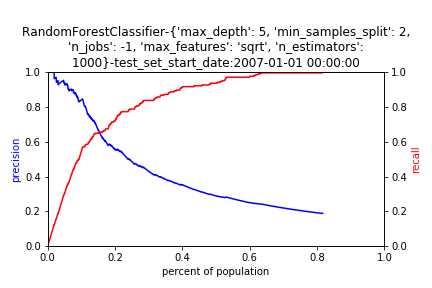 RandomForestClassifier-{'max_depth': 5, 'min_samples_split': 2,
'n_jobs': -1, 'max_features': 'sqrt', 'n_estimators':
1000}-test_set_start_date:2007-01-01 00:00:00
1.0
0.8
0.6
0.4
0.2
0.0
precision
1.0
0.8
0.6
0.4
0.2
0.0
recall
0.0 0.2 0.4 0.6 0.8 1.0
percent of population